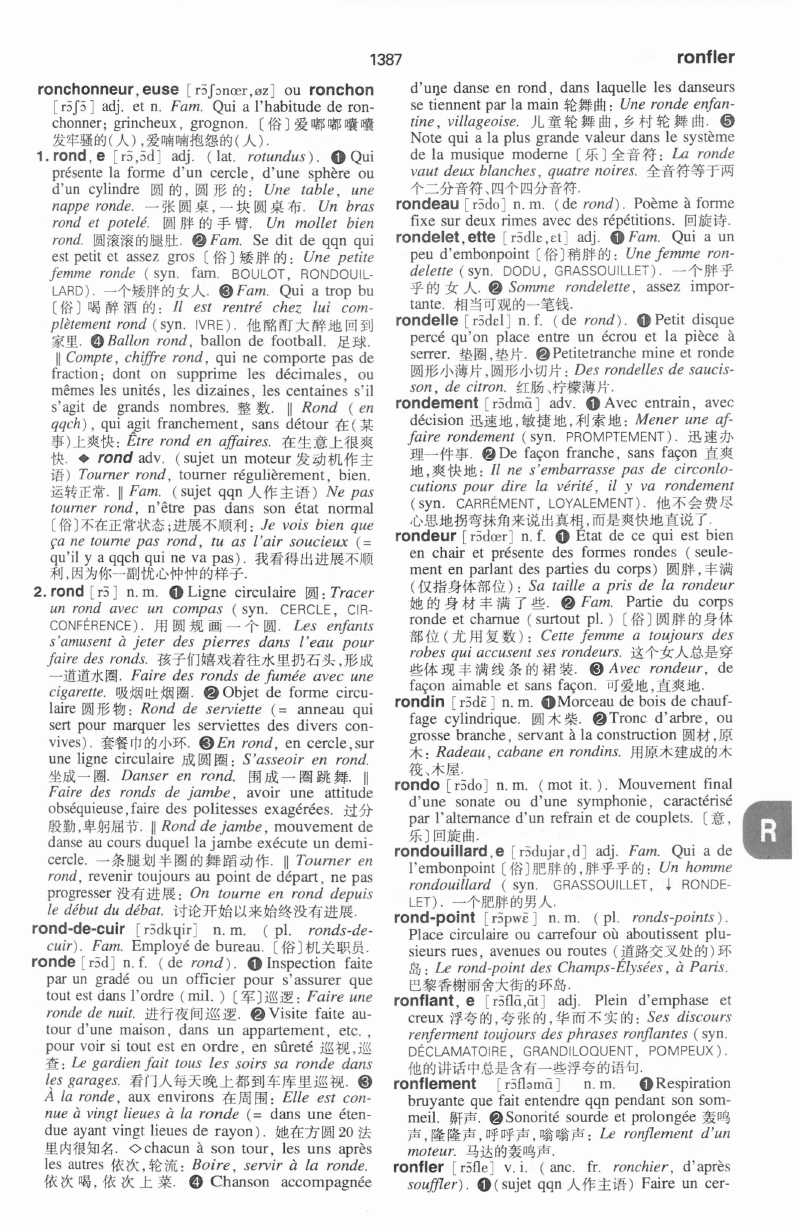 1387
ronfler
ronchonneur, euse [rɔ̃ʃɔnœr,øz] ou ronchon
[rɔ̃ʃɔ̃] adj. et n. Fam. Qui a l'habitude de ron-
chonner; grincheux, grognon. 〔俗〕爱嘟嘟囔囔
发牢骚的(人),爱喃喃抱怨的(人).
1. rond, e [rɔ̃,ɔ̃d] adj. (lat. rotundus). ❶ Qui
présente la forme d'un cercle, d'une sphère ou
d'un cylindre 圆的,圆形的: Une table, une
nappe ronde. 一张圆桌,一块圆桌布. Un bras
rond et potelé. 圆胖的手臂. Un mollet bien
rond. 圆滚滚的腿肚. ❷ Fam. Se dit de qqn qui
est petit et assez gros 〔俗〕矮胖的: Une petite
femme ronde (syn. fam. BOULOT, RONDOUIL-
LARD). 一个矮胖的女人. ❸ Fam. Qui a trop bu
〔俗〕喝醉酒的: Il est rentré chez lui com-
plètement rond (syn. IVRE). 他酩酊大醉地回到
家里. ❹ Ballon rond, ballon de football. 足球.
‖ Compte, chiffre rond, qui ne comporte pas de
fraction; dont on supprime les décimales, ou
mêmes les unités, les dizaines, les centaines s'il
s'agit de grands nombres. 整数. ‖ Rond (en
qqch), qui agit franchement, sans détour 在(某
事)上爽快: Être rond en affaires. 在生意上很爽
快. ◆ rond adv. (sujet un moteur 发动机作主
语) Tourner rond, tourner régulièrement, bien.
运转正常. ‖ Fam. (sujet qqn 人作主语) Ne pas
tourner rond, n'être pas dans son état normal
〔俗〕不在正常状态;进展不顺利: Je vois bien que
ça ne tourne pas rond, tu as l'air soucieux (=
qu'il y a qqch qui ne va pas). 我看得出进展不顺
利,因为你一副忧心忡忡的样子.
2. rond [rɔ̃] n. m. ❶ Ligne circulaire 圆: Tracer
un rond avec un compas (syn. CERCLE, CIR-
CONFÉRENCE). 用圆规画一个圆. Les enfants
s'amusent à jeter des pierres dans l'eau pour
faire des ronds. 孩子们嬉戏着往水里扔石头,形成
一道道水圈. Faire des ronds de fumée avec une
cigarette. 吸烟吐烟圈. ❷ Objet de forme circu-
laire 圆形物: Rond de serviette (= anneau qui
sert pour marquer les serviettes des divers con-
vives). 套餐巾的小环. ❸ En rond, en cercle,sur
une ligne circulaire 成圆圈: S'asseoir en rond.
坐成一圈. Danser en rond. 围成一圈跳舞. ‖
Faire des ronds de jambe, avoir une attitude
obséquieuse,faire des politesses exagérées. 过分
殷勤,卑躬屈节. ‖ Rond de jambe, mouvement de
danse au cours duquel la jambe exécute un demi-
cercle. 一条腿划半圈的舞蹈动作. ‖ Tourner en
rond, revenir toujours au point de départ, ne pas
progresser 没有进展: On tourne en rond depuis
le début du débat. 讨论开始以来始终没有进展.
rond-de-cuir [rɔ̃dkɥir] n. m. ( pl. ronds-de-
cuir). Fam. Employé de bureau. 〔俗〕机关职员.
ronde [rɔ̃d] n. f. (de rond). ❶ Inspection faite
par un gradé ou un officier pour s'assurer que
tout est dans l'ordre (mil. ) 〔军〕巡逻: Faire une
ronde de nuit. 进行夜间巡逻. ❷ Visite faite au-
tour d'une maison, dans un appartement, etc. ,
pour voir si tout est en ordre, en sûreté 巡视,巡
查: Le gardien fait tous les soirs sa ronde dans
les garages. 看门人每天晚上都到车库里巡视. ❸
À la ronde, aux environs 在周围: Elle est con-
nue à vingt lieues à la ronde (= dans une éten-
due ayant vingt lieues de rayon). 她在方圆20法
里内很知名. ◇chacun à son tour, les uns après
les autres 依次,轮流: Boire, servir à la ronde.
依次喝,依次上菜. ❹ Chanson accompagnée
d'une danse en rond, dans laquelle les danseurs
se tiennent par la main 轮舞曲: Une ronde enfan-
tine, villageoise. 儿童轮舞曲,乡村轮舞曲. ❺
Note qui a la plus grande valeur dans le système
de la musique moderne 〔乐〕全音符: La ronde
vaut deux blanches, quatre noires. 全音符等于两
个二分音符、四个四分音符.
rondeau [rɔ̃do] n. m. (de rond). Poème à forme
fixe sur deux rimes avec des répétitions. 回旋诗.
rondelet, ette [rɔ̃dlɛ,ɛt] adj. ❶ Fam. Qui a un
peu d'embonpoint 〔俗〕稍胖的: Une femme ron-
delette (syn. DODU, GRASSOUILLET). 一个胖乎
乎的女人. ❷ Somme rondelette, assez impor-
tante. 相当可观的一笔钱.
rondelle [rɔ̃dɛl] n. f. (de rond). ❶ Petit disque
percé qu'on place entre un écrou et la pièce à
serrer. 垫圈,垫片. ❷ Petitetranche mine et ronde
圆形小薄片,圆形小切片: Des rondelles de saucis-
son, de citron. 红肠、柠檬薄片.
rondement [rɔ̃dmɑ̃] adv. ❶ Avec entrain, avec
décision 迅速地,敏捷地,利索地: Mener une af-
faire rondement (syn. PROMPTEMENT). 迅速办
理一件事. ❷ De façon franche, sans façon 直爽
地,爽快地: Il ne s'embarrasse pas de circonlo-
cutions pour dire la vérité, il y va rondement
(syn. CARRÉMENT, LOYALEMENT). 他不会费尽
心思地拐弯抹角来说出真相,而是爽快地直说了.
rondeur [rɔ̃dœr] n. f. ❶ État de ce qui est bien
en chair et présente des formes rondes (seule-
ment en parlant des parties du corps) 圆胖,丰满
(仅指身体部位): Sa taille a pris de la rondeur
她的身材丰满了些. ❷ Fam. Partie du corps
ronde et charnue (surtout pl. ) 〔俗〕圆胖的身体
部位(尤用复数): Cette femme a toujours des
robes qui accusent ses rondeurs. 这个女人总是穿
些体现丰满线条的裙装. ❸ Avec rondeur, de
façon aimable et sans façon. 可爱地,直爽地.
rondin [rɔ̃dɛ̃] n. m. ❶ Morceau de bois de chauf-
fage cylindrique. 圆木柴. ❷ Tronc d'arbre, ou
grosse branche, servant à la construction 圆材,原
木: Radeau, cabane en rondins. 用原木建成的木
筏、木屋.
rondo [rɔ̃do] n. m. (mot it. ). Mouvement final
d'une sonate ou d'une symphonie, caractérisé
par l'alternance d'un refrain et de couplets. 〔意,
乐〕回旋曲.
rondouillard, e [rɔ̃dujar,d] adj. Fam. Qui a de
l'embonpoint 〔俗〕肥胖的,胖乎乎的: Un homme
rondouillard ( syn. GRASSOUILLET, ↓ RONDE-
LET). 一个肥胖的男人.
rond-point [rɔ̃pwɛ̃] n. m. ( pl. ronds-points).
Place circulaire ou carrefour où aboutissent plu-
sieurs rues, avenues ou routes (道路交叉处的)环
岛: Le rond-point des Champs-Élysées, à Paris.
巴黎香榭丽舍大街的环岛.
ronflant, e [rɔ̃flɑ̃,ɑ̃t] adj. Plein d'emphase et
creux 浮夸的,夸张的,华而不实的: Ses discours
renferment toujours des phrases ronflantes (syn.
DÉCLAMATOIRE, GRANDILOQUENT, POMPEUX).
他的讲话中总是含有一些浮夸的语句.
ronflement [rɔ̃fləmɑ̃] n. m. ❶ Respiration
bruyante que fait entendre qqn pendant son som-
meil. 鼾声. ❷ Sonorité sourde et prolongée 轰鸣
声,隆隆声,呼呼声,嗡嗡声: Le ronflement d'un
moteur. 马达的轰鸣声.
ronfler [rɔ̃fle] v. i. ( anc. fr. ronchier, d'après
souffler). ❶ (sujet qqn 人作主语) Faire un cer-
R